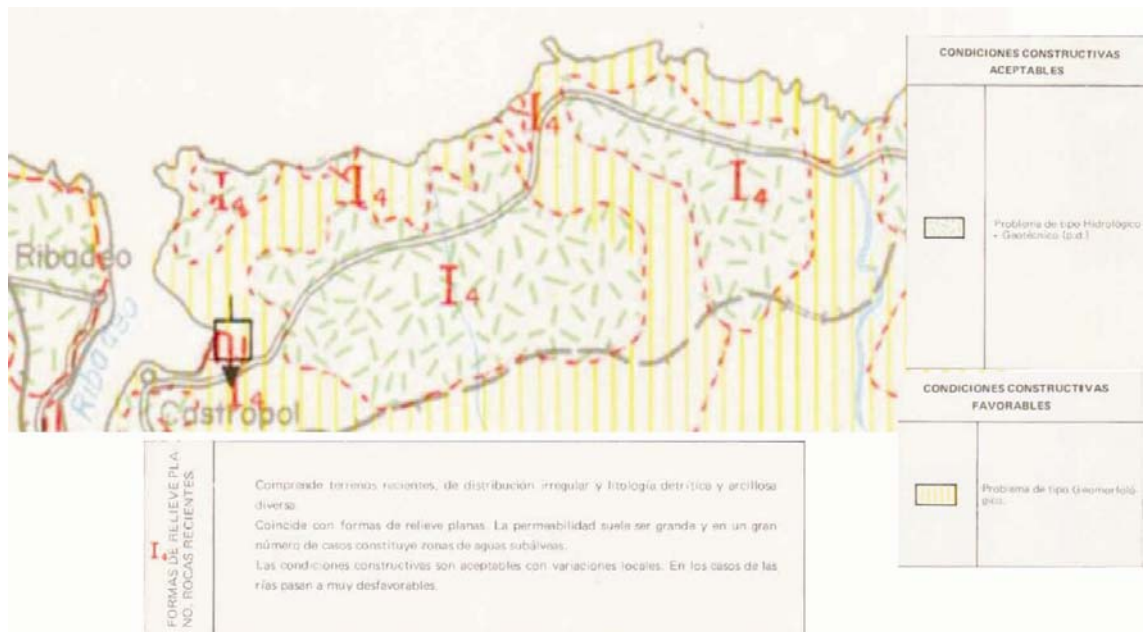 CONDICIONES CONSTRUCTIVAS
ACEPTABLES
Problema de tipo Hidrológico
+ Geotécnico (p.d.)
CONDICIONES CONSTRUCTIVAS
FAVORABLES
Problema de tipo Geomorfoló
gico.
I4
I4
I4
I4
I4
I4
Ribadeo
Ribadeo
Castropol
FORMAS DE RELIEVE PLA
NO, ROCAS RECIENTES.
I4
Comprende terrenos recientes, de distribución irregular y litología detrítica y arcillosa
diversa.
Coincide con formas de relieve planas. La permeabilidad suele ser grande y en un gran
número de casos constituye zonas de aguas subálveas.
Las condiciones constructivas son aceptables con variaciones locales. En los casos de las
rías pasan a muy desfavorables.